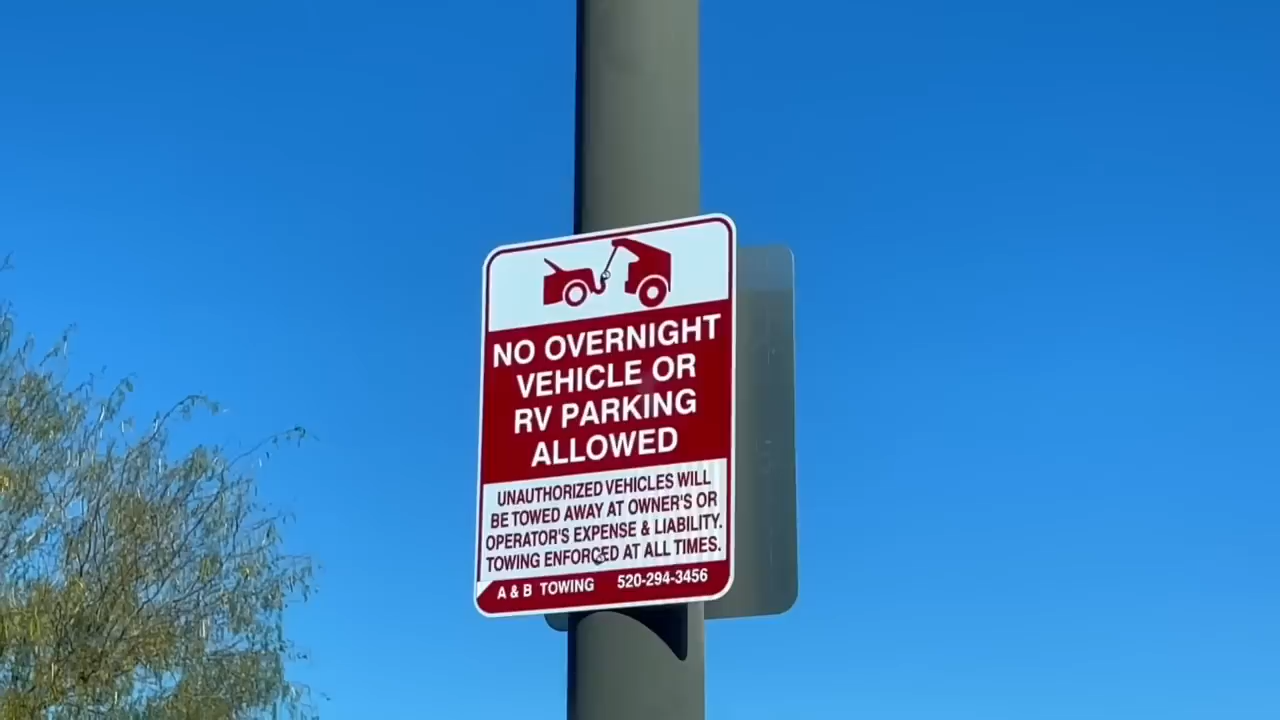 NO OVERNIGHT
VEHICLE OR
RV PARKING
ALLOWED
UNAUTHORIZED VEHICLES WILL
BE TOWED AWAY AT OWNER'S OR
OPERATOR'S EXPENSE & LIABILITY.
TOWING ENFORCED AT ALL TIMES.
A & B TOWING 520-294-3456